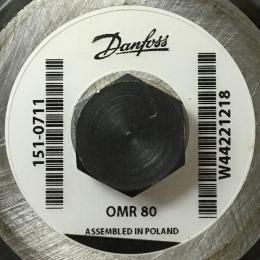 Danfoss
151-0711
W44221218
OMR 80
ASSEMBLED IN POLAND